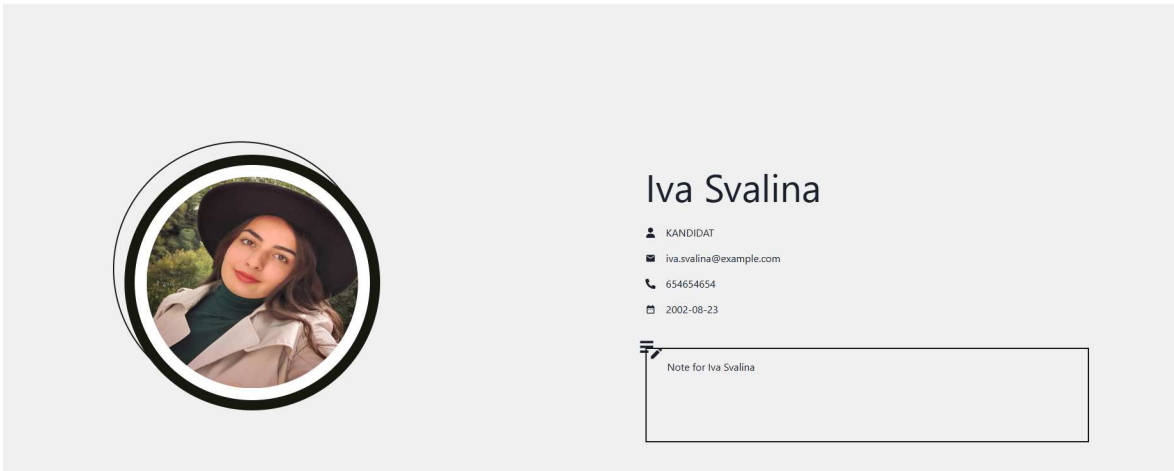 Iva Svalina
KANDIDAT
iva.svalina@example.com
654654654
2002-08-23
Note for Iva Svalina